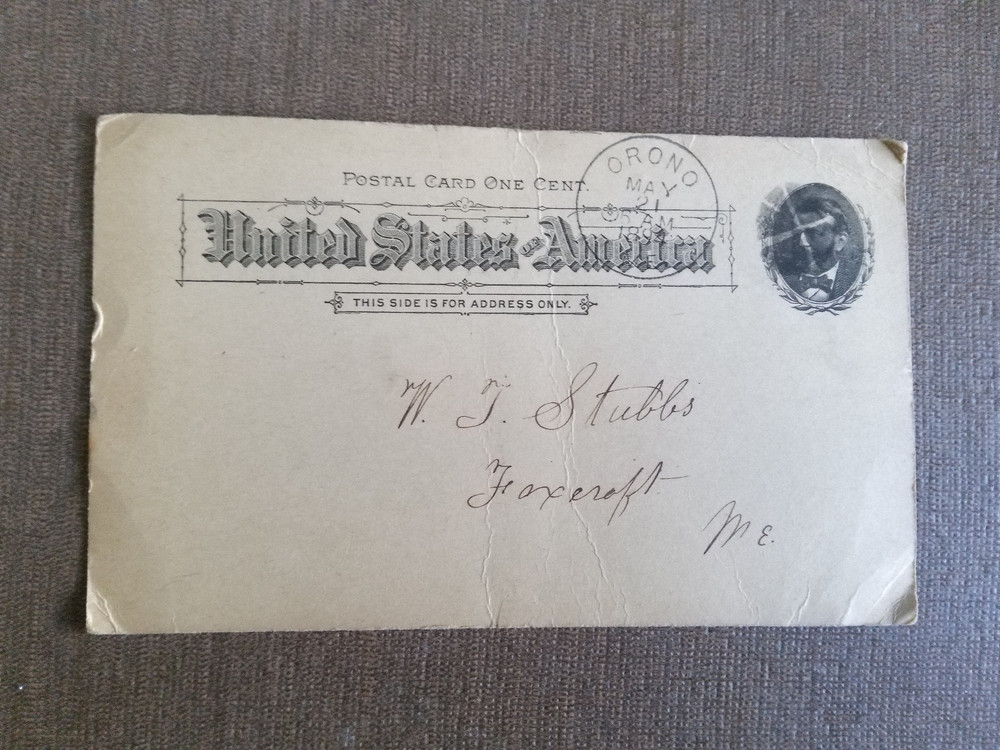 POSTAL CARD ONE CENT.
United States of America
THIS SIDE IS FOR ADDRESS ONLY.
ORONO
MAY
21
AM
W. T. Stubbs
Foxcroft
Me.